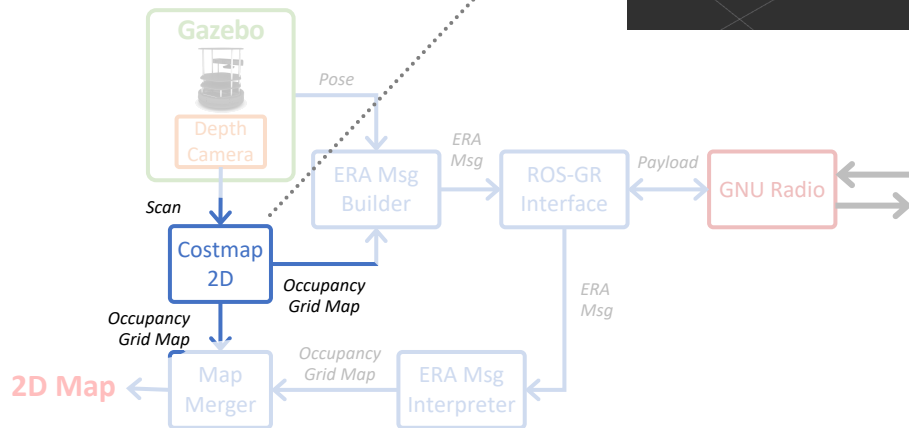 Gazebo
Pose
Depth
Camera
ERA
Msg
Payload
ERA Msg
Builder
ROS-GR
Interface
GNU Radio
Scan
Costmap
2D
Occupancy
Grid Map
ERA
Msg
Occupancy
Grid Map
Occupancy
Grid Map
2D Map
Map
Merger
ERA Msg
Interpreter